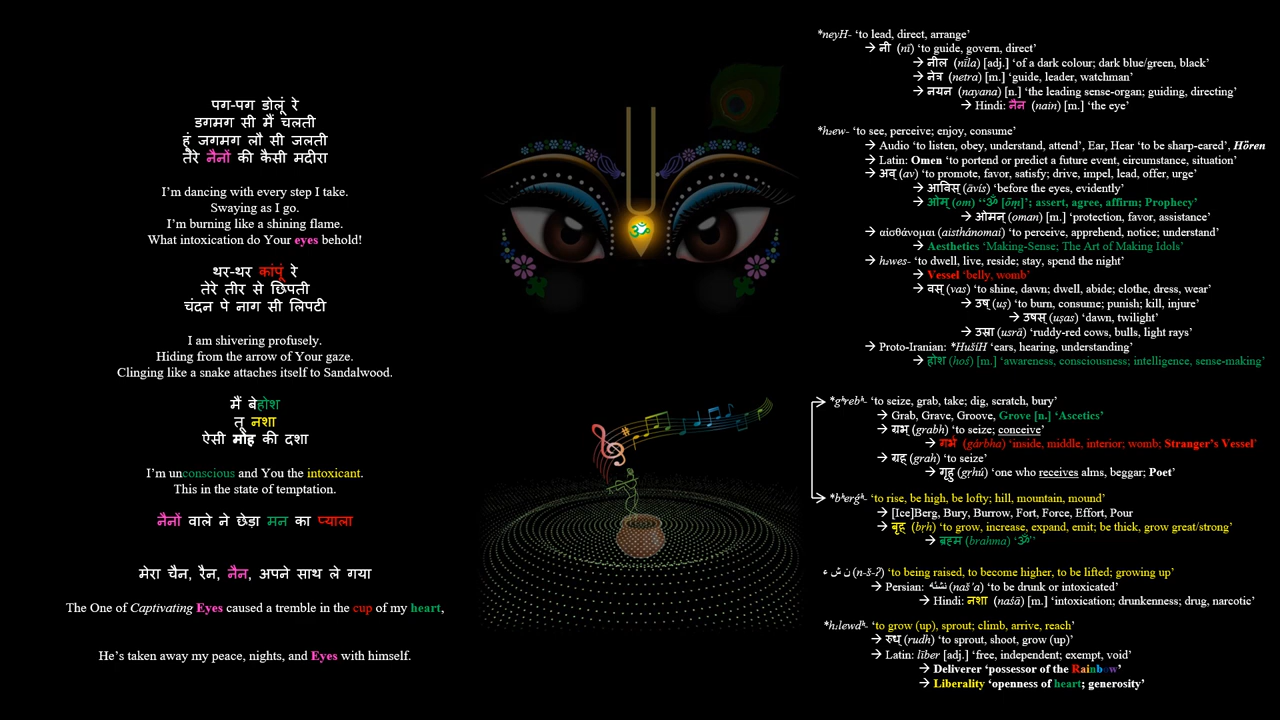 पग-पग डोलूं रे
डगमग सी मैं चलती
हूं जगमग लौ सी जलती
तेरे नैनों की कैसी मदीरा
I'm dancing with every step I take.
Swaying as I go.
I'm burning like a shining flame.
What intoxication do Your eyes behold!
थर-थर कांपूं रे
तेरे तीर से छिपती
चंदन पे नाग सी लिपटी
I am shivering profusely.
Hiding from the arrow of Your gaze.
Clinging like a snake attaches itself to Sandalwood.
मैं बेहोश
तू नशा
ऐसी मोह की दशा
I'm unconscious and You the intoxicant.
This in the state of temptation.
नैनों वाले ने छेड़ा मन का प्याला
मेरा चैन, रैन, नैन, अपने साथ ले गया
The One of Captivating Eyes caused a tremble in the cup of my heart,
He's taken away my peace, nights, and Eyes with himself.
ॐ
*neyH- ‘to lead, direct, arrange’
→ नी (nī) ‘to guide, govern, direct’
→ नील (nīla) [adj.] ‘of a dark colour; dark blue/green, black’
→ नेत्र (netra) [m.] ‘guide, leader, watchman’
→ नयन (nayana) [n.] ‘the leading sense-organ; guiding, directing’
→ Hindi: नैन (nain) [m.] ‘the eye’
*h₂ew- ‘to see, perceive; enjoy, consume’
→ Audio ‘to listen, obey, understand, attend’, Ear, Hear ‘to be sharp-eared’, Hören
→ Latin: Omen ‘to portend or predict a future event, circumstance, situation’
→ अव् (av) ‘to promote, favor, satisfy; drive, impel, lead, offer, urge’
→ आविस् (āvis) ‘before the eyes, evidently’
→ ओम् (om) ‘‘ॐ [ōṃ]’; assert, agree, affirm; Prophecy’
→ ओमन् (oman) [m.] ‘protection, favor, assistance’
→ αἰσθάνομαι (aisthánomai) ‘to perceive, apprehend, notice; understand’
→ Aesthetics ‘Making-Sense; The Art of Making Idols’
→ h₂wes- ‘to dwell, live, reside; stay, spend the night’
→ Vessel ‘belly, womb’
→ वस् (vas) ‘to shine, dawn; dwell, abide; clothe, dress, wear’
→ उष् (uṣ) ‘to burn, consume; punish; kill, injure’
→ उषस् (uṣas) ‘dawn, twilight’
→ उस्रा (usrā) ‘ruddy-red cows, bulls, light rays’
→ Proto-Iranian: *HušíH ‘ears, hearing, understanding’
→ होश (hoś) [m.] ‘awareness, consciousness; intelligence, sense-making’
*gʰrebʰ- ‘to seize, grab, take; dig, scratch, bury’
→ Grab, Grave, Groove, Grove [n.] ‘Ascetics’
→ ग्रभ् (grabh) ‘to seize; conceive’
→ गर्भ (gárbha) ‘inside, middle, interior; womb; Stranger's Vessel’
→ ग्रह् (grah) ‘to seize’
→ गृहु (gṛhú) ‘one who receives alms, beggar; Poet’
*bʰerǵʰ- ‘to rise, be high, be lofty; hill, mountain, mound’
→ [Ice]Berg, Bury, Burrow, Fort, Force, Effort, Pour
→ बृह् (bṛh) ‘to grow, increase, expand, emit; be thick, grow great/strong’
→ ब्रह्म (brahma) ‘ॐ’
ن ش ء (n-š-ʔ) ‘to being raised, to become higher, to be lifted; growing up’
→ Persian: نشئه (naš'a) ‘to be drunk or intoxicated’
→ Hindi: नशा (naśā) [m.] ‘intoxication; drunkenness; drug, narcotic’
*h₁lewdʰ- ‘to grow (up), sprout; climb, arrive, reach’
→ रुध् (rudh) ‘to sprout, shoot, grow (up)’
→ Latin: līber [adj.] ‘free, independent; exempt, void’
→ Deliverer ‘possessor of the Rainbow’
→ Liberality ‘openness of heart; generosity’